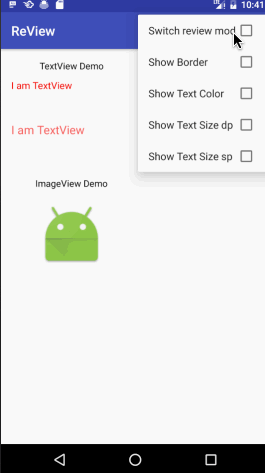 10:41
ReView
Switch review mod
Show Border
Show Text Color
Show Text Size dp
Show Text Size sp
TextView Demo
I am TextView
I am TextView
ImageView Demo